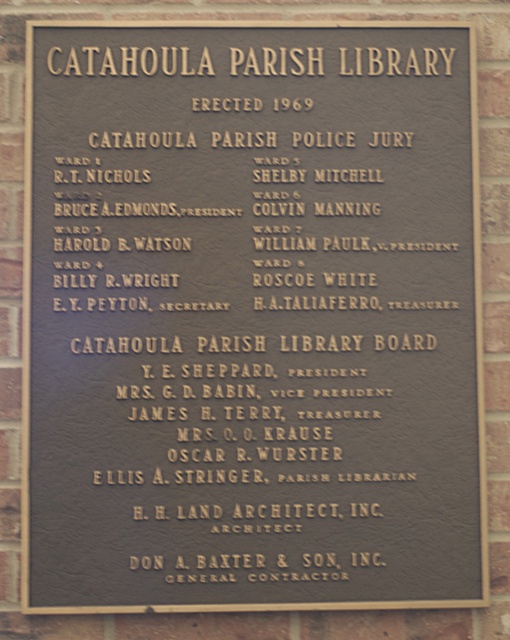 CATAHOULA PARISH LIBRARY
ERECTED 1969
CATAHOULA PARISH POLICE JURY
WARD 1
R.T. NICHOLS
WARD 2
BRUCE A. EDMONDS, PRESIDENT
WARD 3
HAROLD B. WATSON
WARD 4
BILLY R. WRIGHT
E.Y. PEYTON, SECRETARY
WARD 5
SHELBY MITCHELL
WARD 6
COLVIN MANNING
WARD 7
WILLIAM PAULK, V. PRESIDENT
WARD 8
ROSCOE WHITE
H.A. TALIAFERRO, TREASURER
CATAHOULA PARISH LIBRARY BOARD
Y. E. SHEPPARD, PRESIDENT
MRS. G. D. BABIN, VICE PRESIDENT
JAMES H. TERRY, TREASURER
MRS. O. O. KRAUSE
OSCAR R. WURSTER
ELLIS A. STRINGER, PARISH LIBRARIAN
H. H. LAND ARCHITECT, INC.
ARCHITECT
DON A. BAXTER & SON, INC.
GENERAL CONTRACTOR